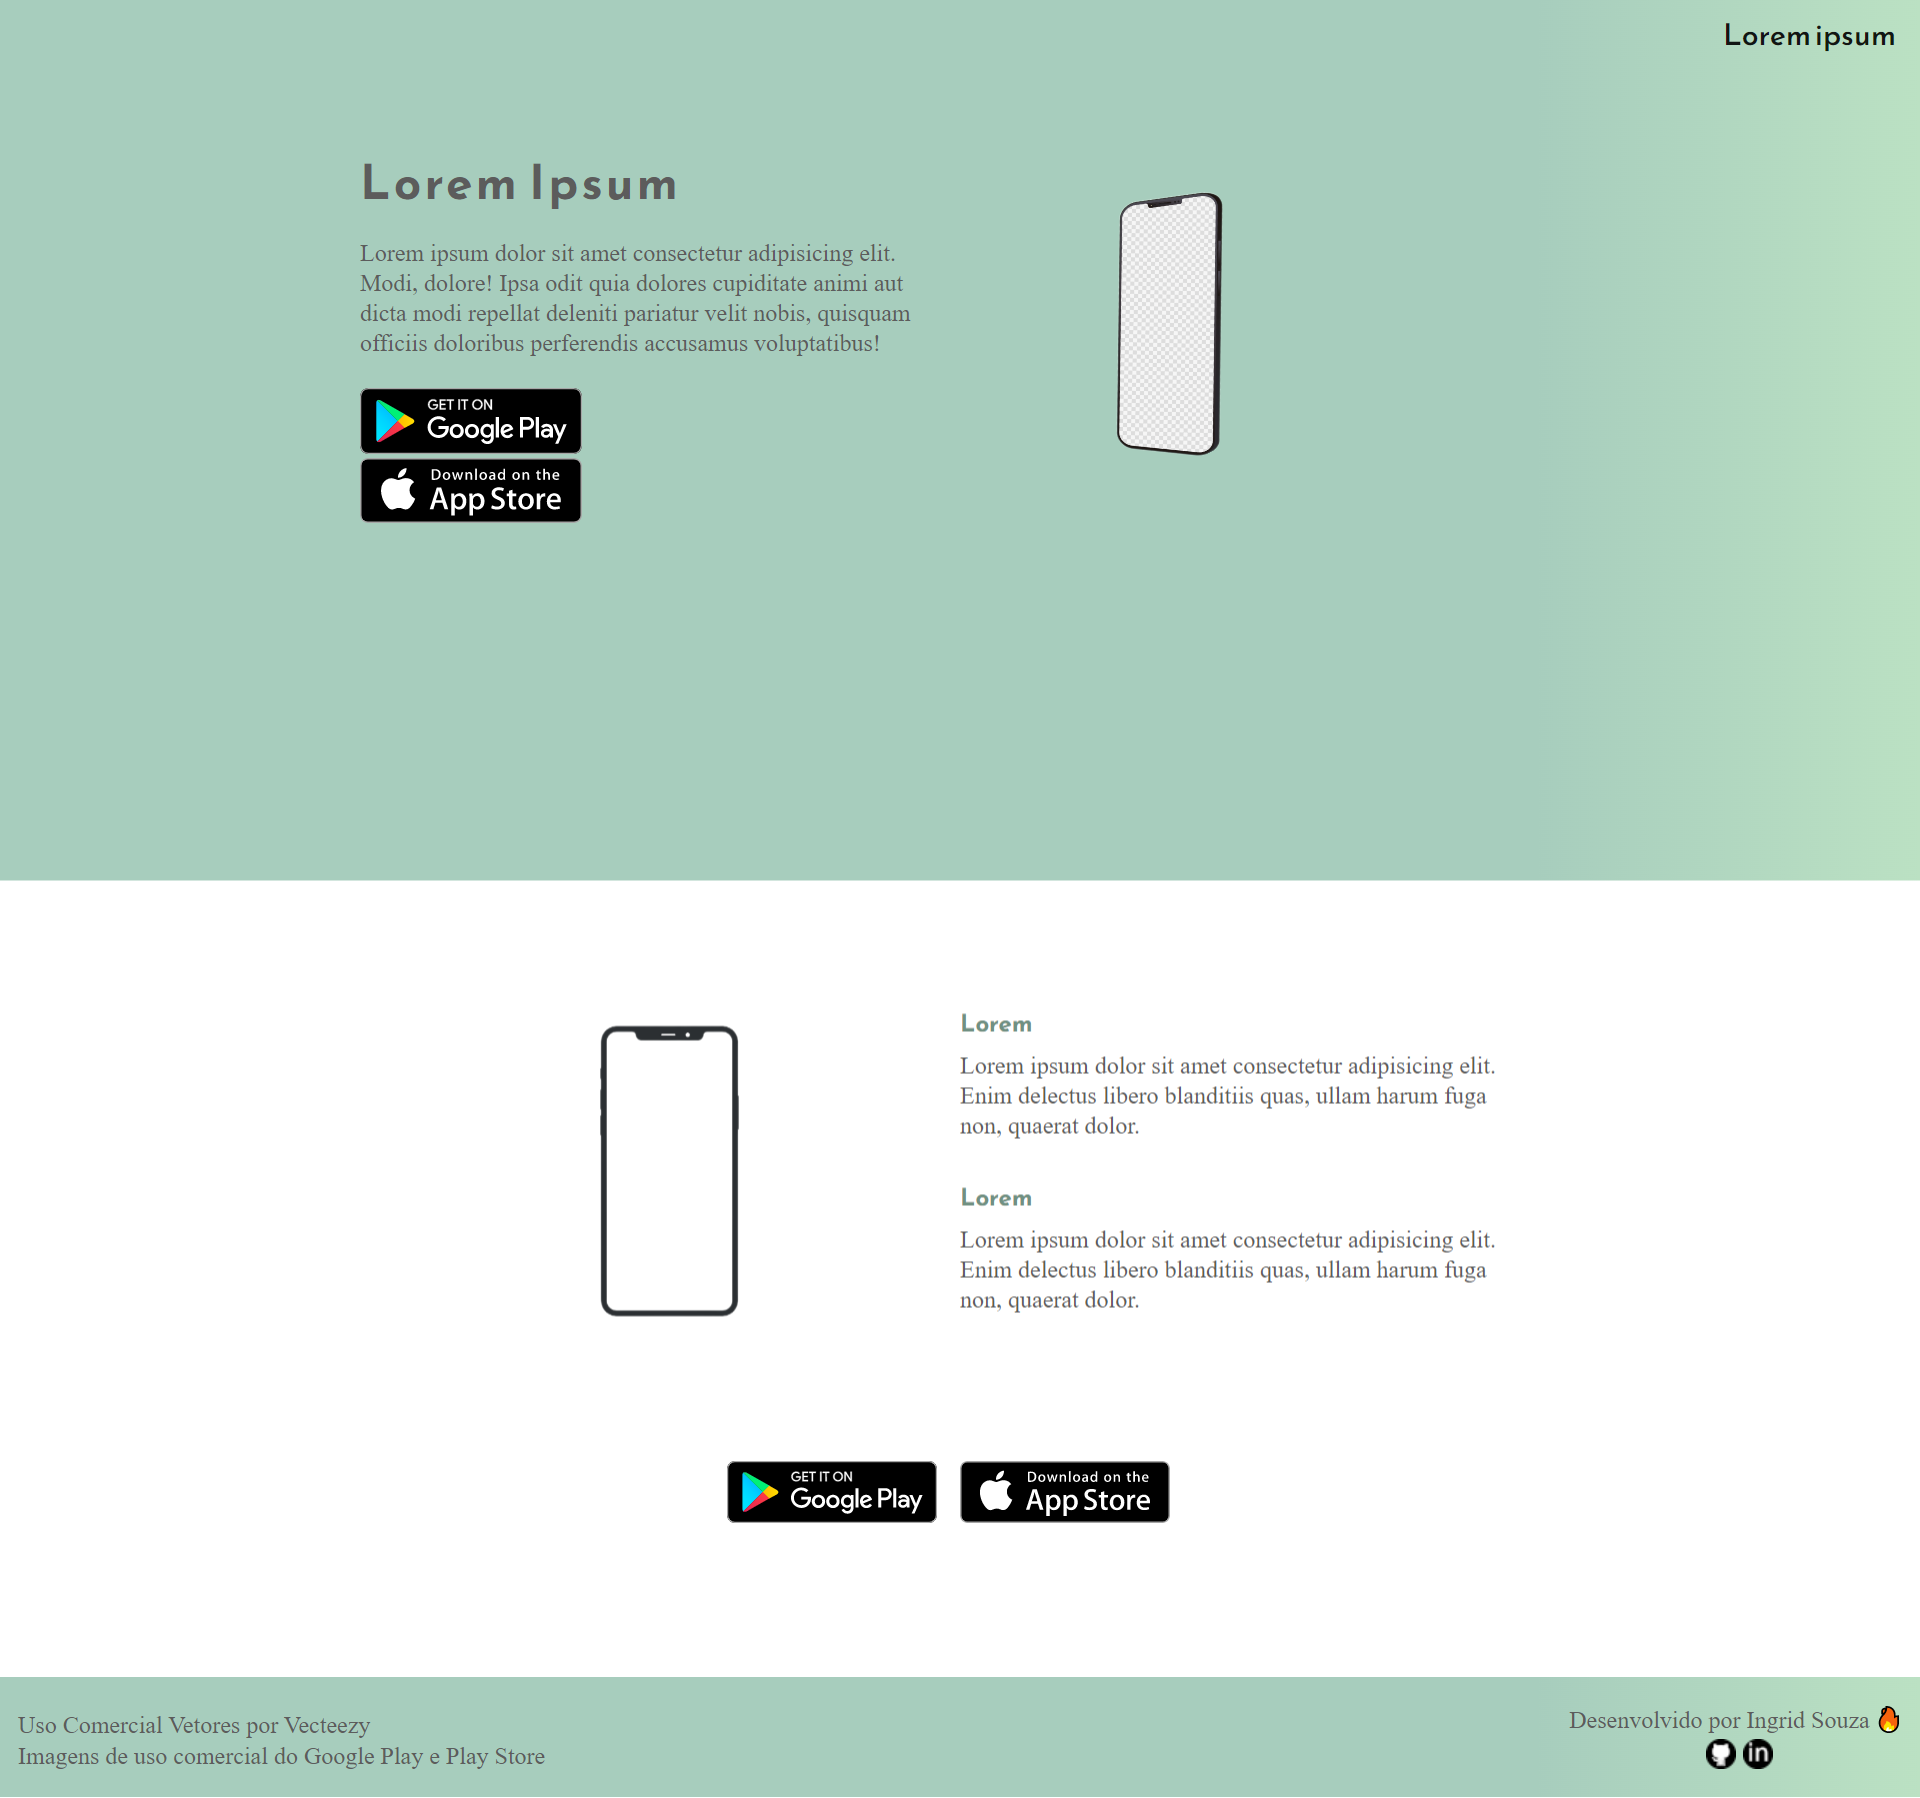 Lorem ipsum
Lorem Ipsum
Lorem ipsum dolor sit amet consectetur adipisicing elit.
Modi, dolore! Ipsa odit quia dolores cupiditate animi aut
dicta modi repellat deleniti pariatur velit nobis, quisquam
officiis doloribus perferendis accusamus voluptatibus!
GET IT ON
Google Play
Download on the
App Store
Lorem
Lorem ipsum dolor sit amet consectetur adipisicing elit.
Enim delectus libero blanditiis quas, ullam harum fuga
non, quaerat dolor.
Lorem
Lorem ipsum dolor sit amet consectetur adipisicing elit.
Enim delectus libero blanditiis quas, ullam harum fuga
non, quaerat dolor.
GET IT ON
Google Play
Download on the
App Store
Uso Comercial Vetores por Vecteezy
Imagens de uso comercial do Google Play e Play Store
Desenvolvido por Ingrid Souza 🔥
in